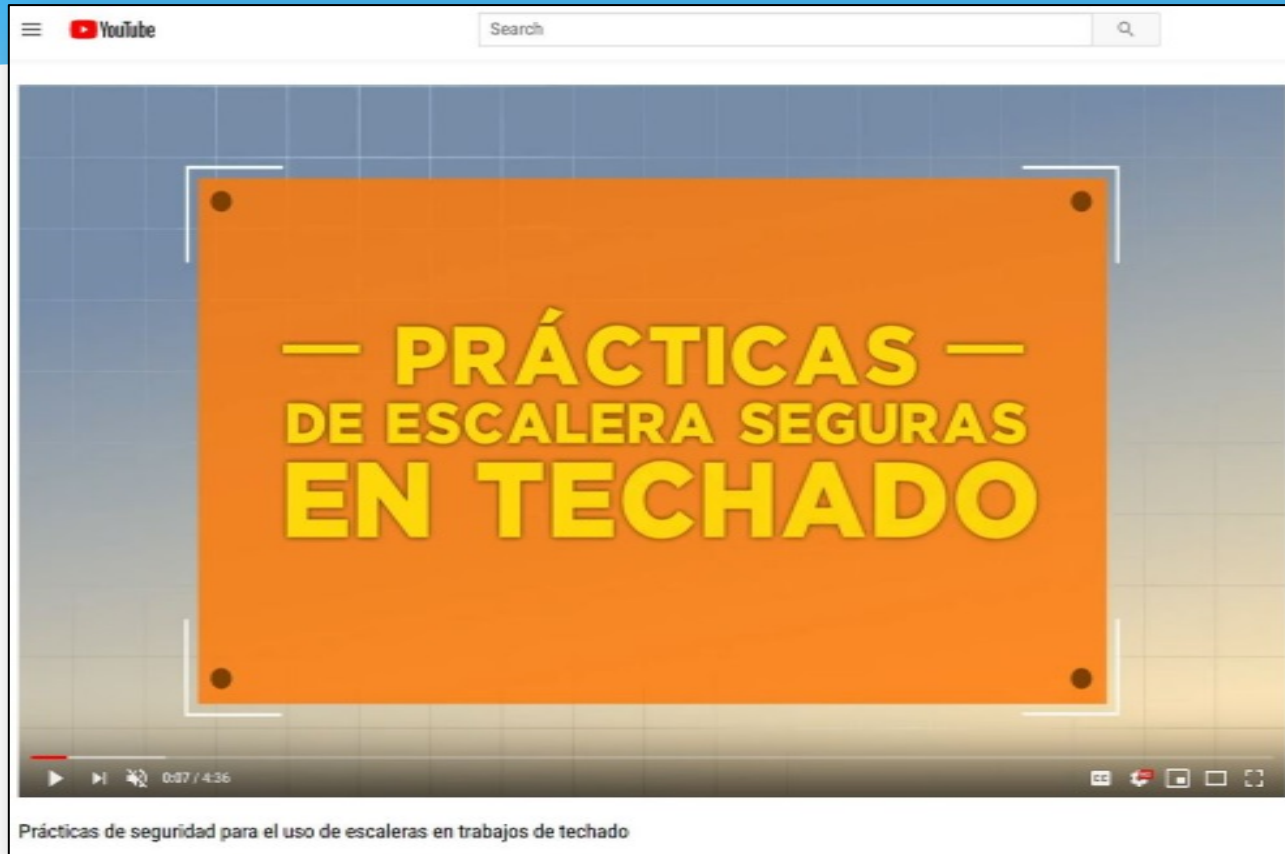 YouTube
Search
— PRÁCTICAS —
DE ESCALERA SEGURAS
EN TECHADO
0:07 / 4:36
CC
Prácticas de seguridad para el uso de escaleras en trabajos de techado